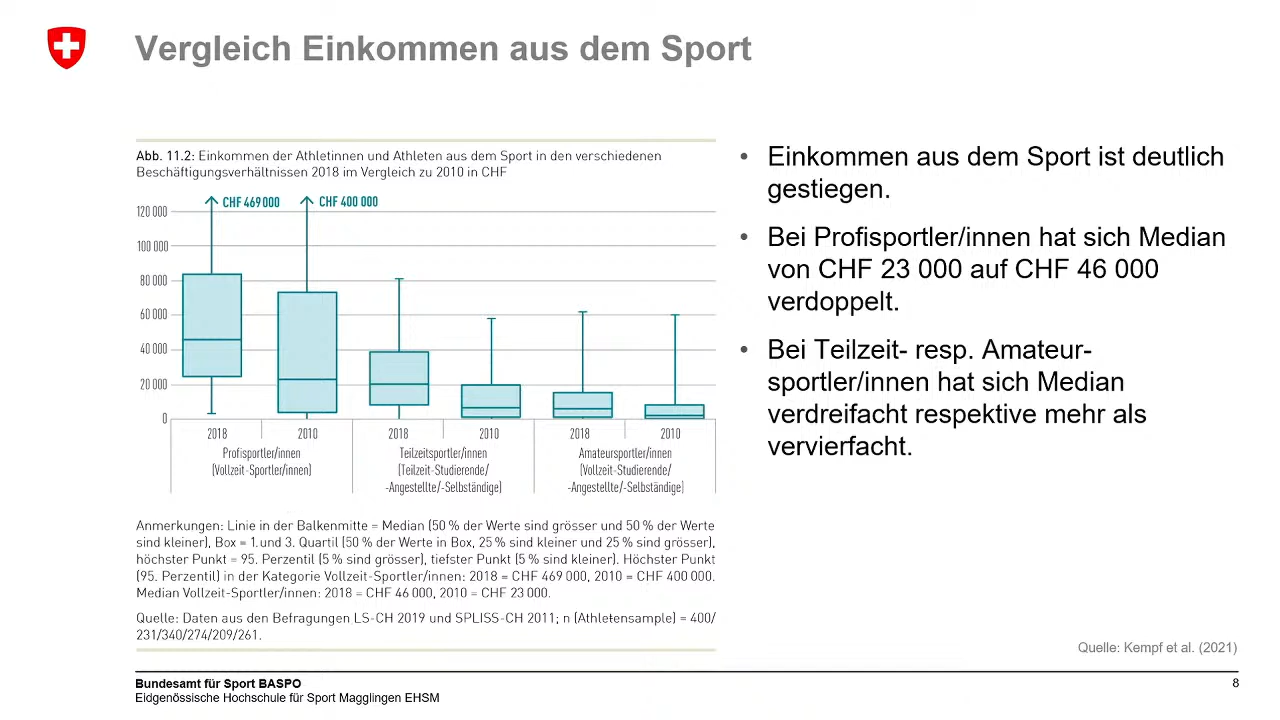 Vergleich Einkommen aus dem Sport
Abb. 11.2: Einkommen der Athletinnen und Athleten aus dem Sport in den verschiedenen
Beschäftigungsverhältnissen 2018 im Vergleich zu 2010 in CHF
CHF 469 000
CHF 400 000
120 000
100 000
80 000
60 000
40 000
20 000
0
2018
2010
2018
2010
2018
2010
Profisportler/innen
(Vollzeit-Sportler/innen)
Teilzeitsportler/innen
(Teilzeit-Studierende/
-Angestellte/-Selbständige)
Amateursportler/innen
(Vollzeit-Studierende/
-Angestellte/-Selbständige)
Anmerkungen: Linie in der Balkenmitte = Median (50 % der Werte sind grösser und 50 % der Werte
sind kleiner), Box = 1. und 3. Quartil (50 % der Werte in Box, 25 % sind kleiner und 25 % sind grösser),
höchster Punkt = 95. Perzentil (5 % sind grösser), tiefster Punkt (5 % sind kleiner). Höchster Punkt
(95. Perzentil) in der Kategorie Vollzeit-Sportler/innen: 2018 = CHF 469 000, 2010 = CHF 400 000.
Median Vollzeit-Sportler/innen: 2018 = CHF 46 000, 2010 = CHF 23 000.
Quelle: Daten aus den Befragungen LS-CH 2019 und SPLISS-CH 2011; n (Athletensample) = 400/
231/340/274/209/261.
• Einkommen aus dem Sport ist deutlich
gestiegen.
• Bei Profisportler/innen hat sich Median
von CHF 23 000 auf CHF 46 000
verdoppelt.
• Bei Teilzeit- resp. Amateur-
sportler/innen hat sich Median
verdreifacht respektive mehr als
vervierfacht.
Quelle: Kempf et al. (2021)
Bundesamt für Sport BASPO
Eidgenössische Hochschule für Sport Magglingen EHSM
8